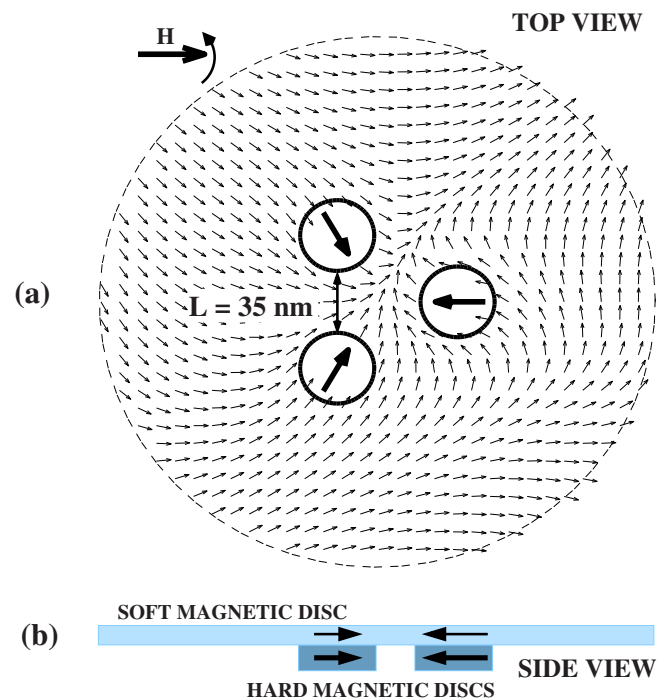 TOP VIEW
H
(a)
L = 35 nm
(b)
SOFT MAGNETIC DISC
SIDE VIEW
HARD MAGNETIC DISCS